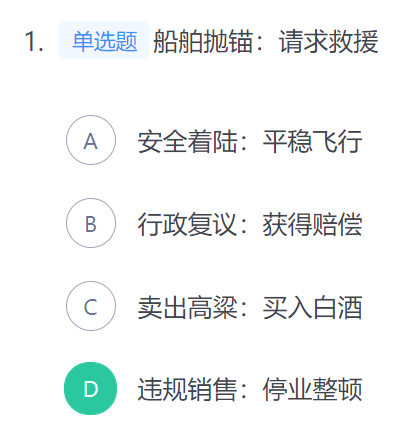 1. 单选题 船舶抛锚：请求救援
A 安全着陆：平稳飞行
B 行政复议：获得赔偿
C 卖出高粱：买入白酒
D 违规销售：停业整顿